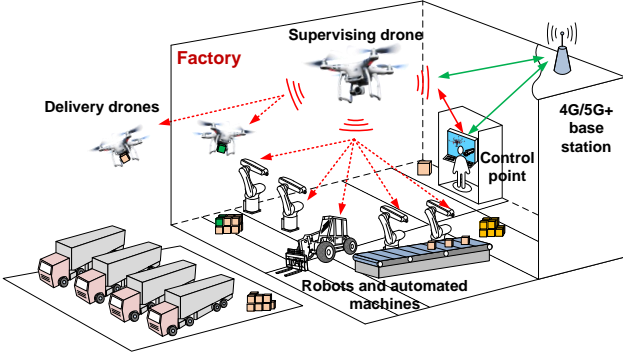 Supervising drone
Factory
Delivery drones
4G/5G+
base
station
Control
point
Robots and automated
machines